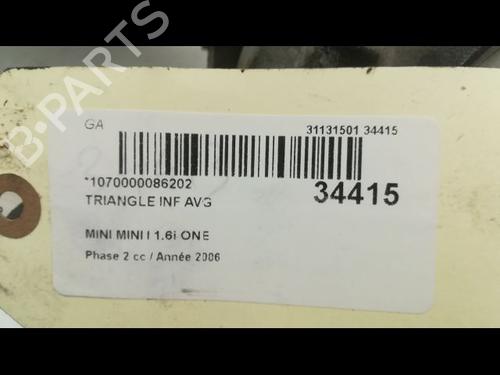 GA
31131501 34415
*1070000086202
34415
TRIANGLE INF AVG
MINI MINI I 1.6i ONE
Phase 2 cc / Année 2006
B-PARTS